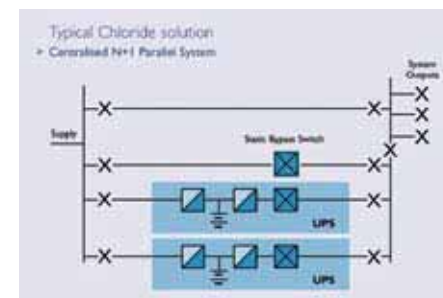 Typical Chloride solution
Centralised N+1 Parallel System
System
Outputs
Supply
Static Bypass Switch
UPS
UPS